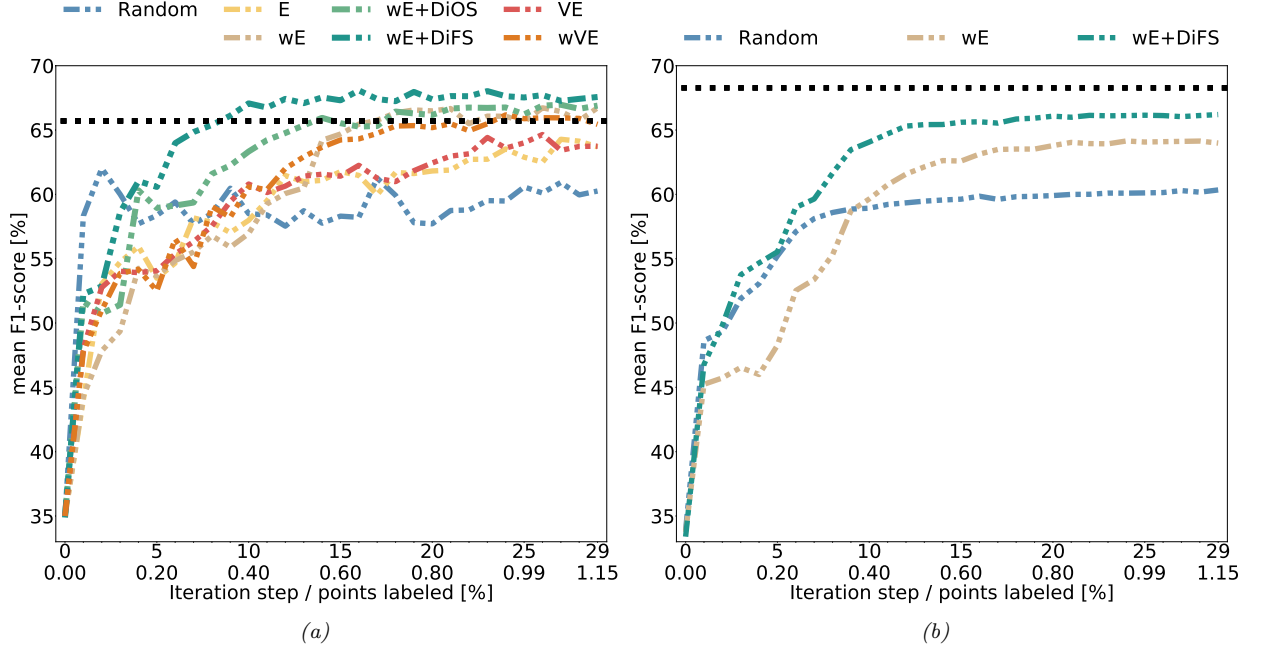 Random E wE+DiOS VE
wE wE+DiFS wVE
70
65
60
55
50
45
40
35
mean F1-score [%]
0 5 10 15 20 25 29
0.00 0.20 0.40 0.60 0.80 0.99 1.15
Iteration step / points labeled [%]
(a)
Random wE wE+DiFS
70
65
60
55
50
45
40
35
mean F1-score [%]
0 5 10 15 20 25 29
0.00 0.20 0.40 0.60 0.80 0.99 1.15
Iteration step / points labeled [%]
(b)